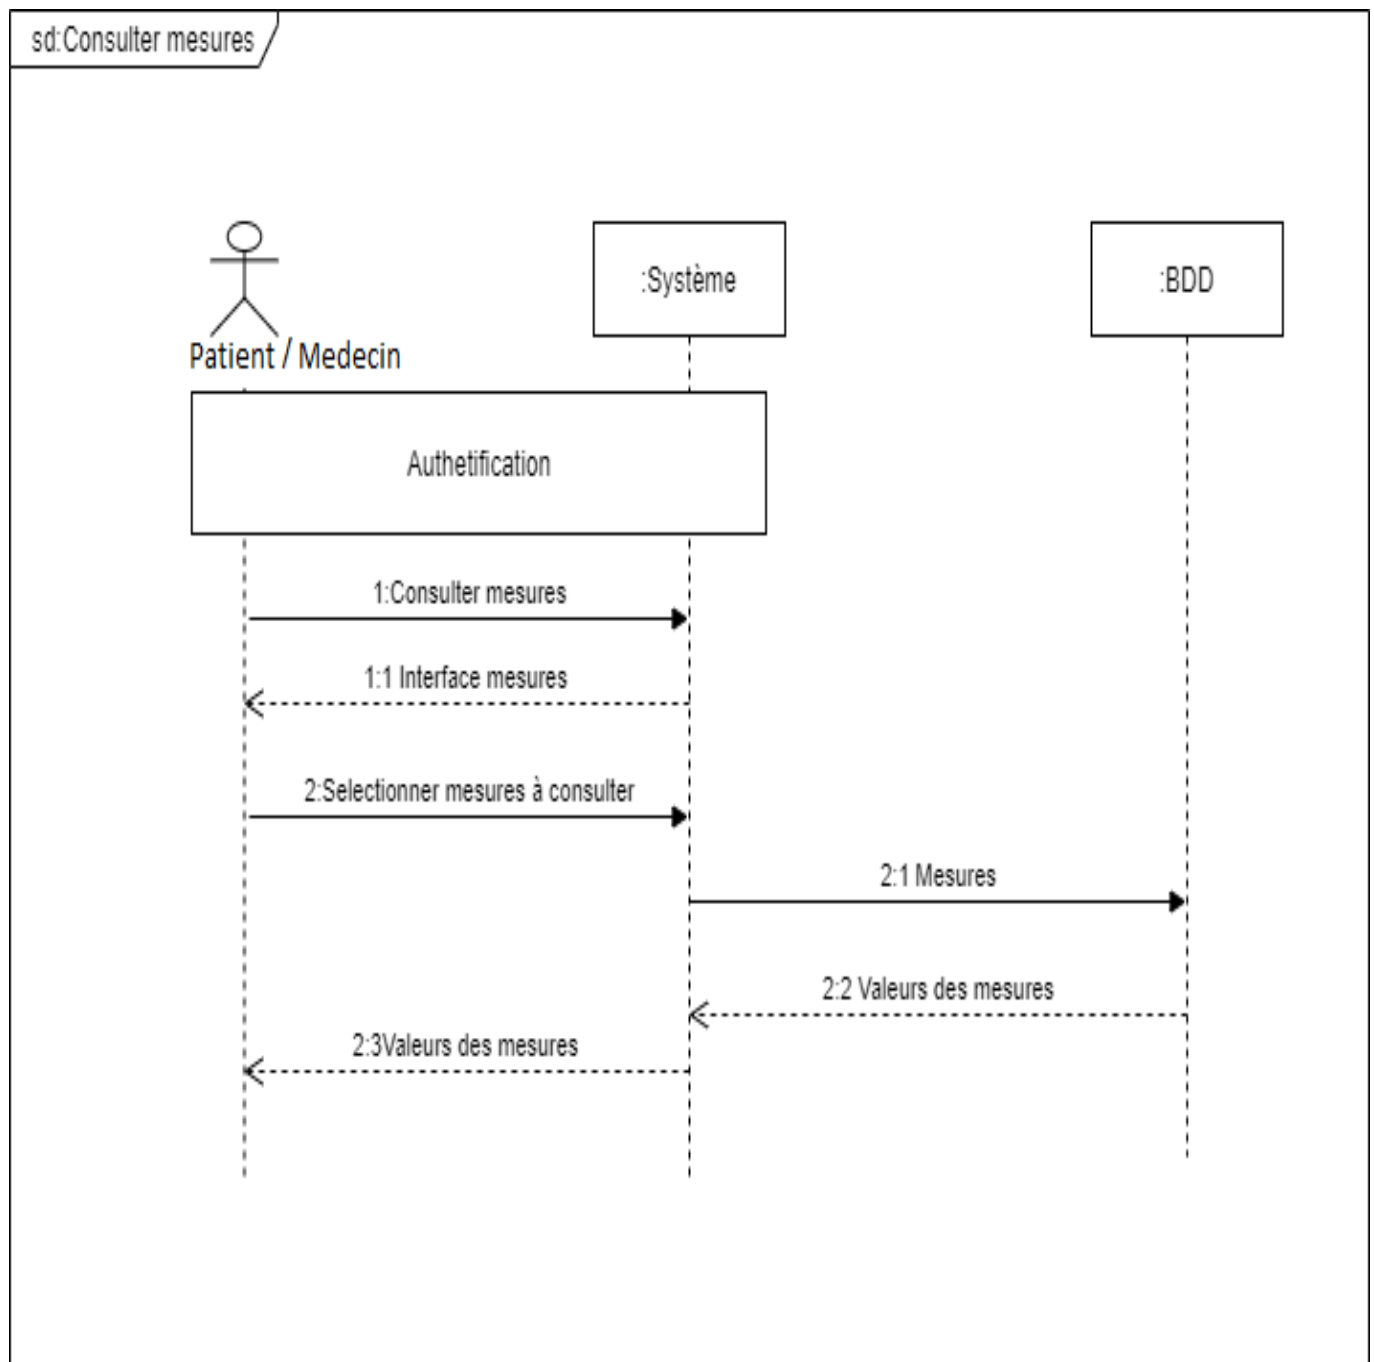 sd:Consulter mesures
:Système
:BDD
Patient / Medecin
Authetification
1:Consulter mesures
1:1 Interface mesures
2:Selectionner mesures à consulter
2:1 Mesures
2:2 Valeurs des mesures
2:3Valeurs des mesures